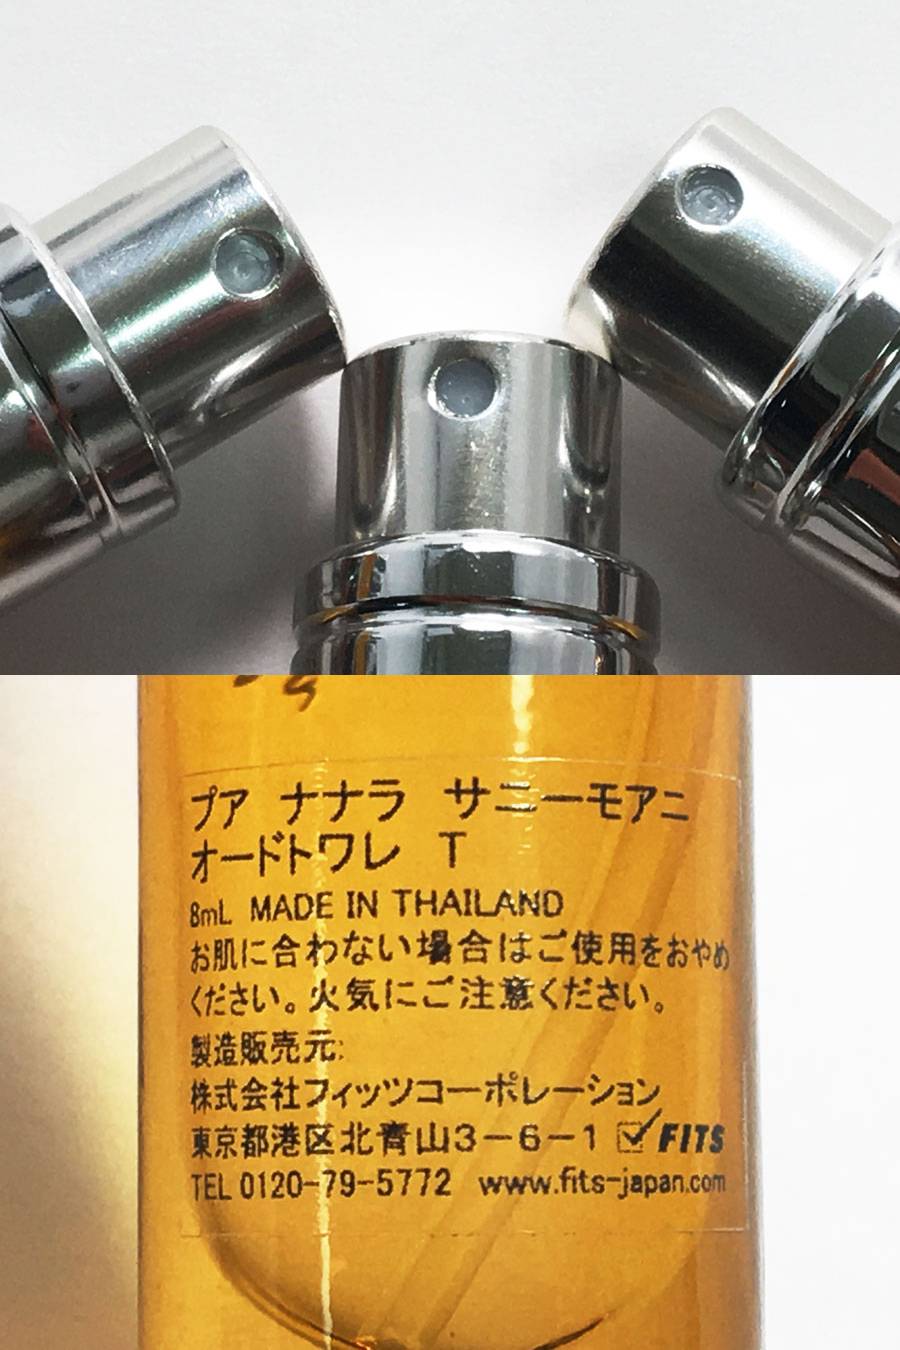 プア ナナラ サニーモアニ
オードトワレ T
8mL MADE IN THAILAND
お肌に合わない場合はご使用をおやめ
ください。火気にご注意ください。
製造販売元:
株式会社フィッツコーポレーション
東京都港区北青山3-6-1 FITS
TEL 0120-79-5772 www.fits-japan.com